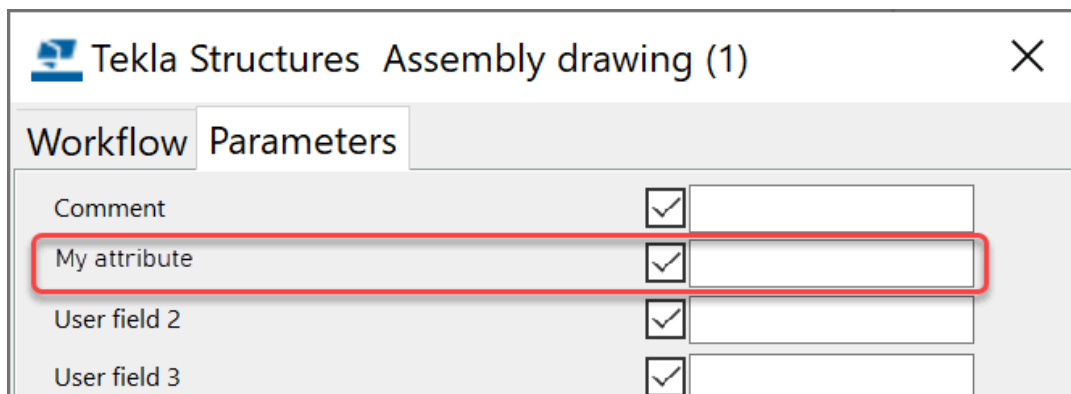 Tekla Structures Assembly drawing (1)
Workflow Parameters
Comment
My attribute
User field 2
User field 3